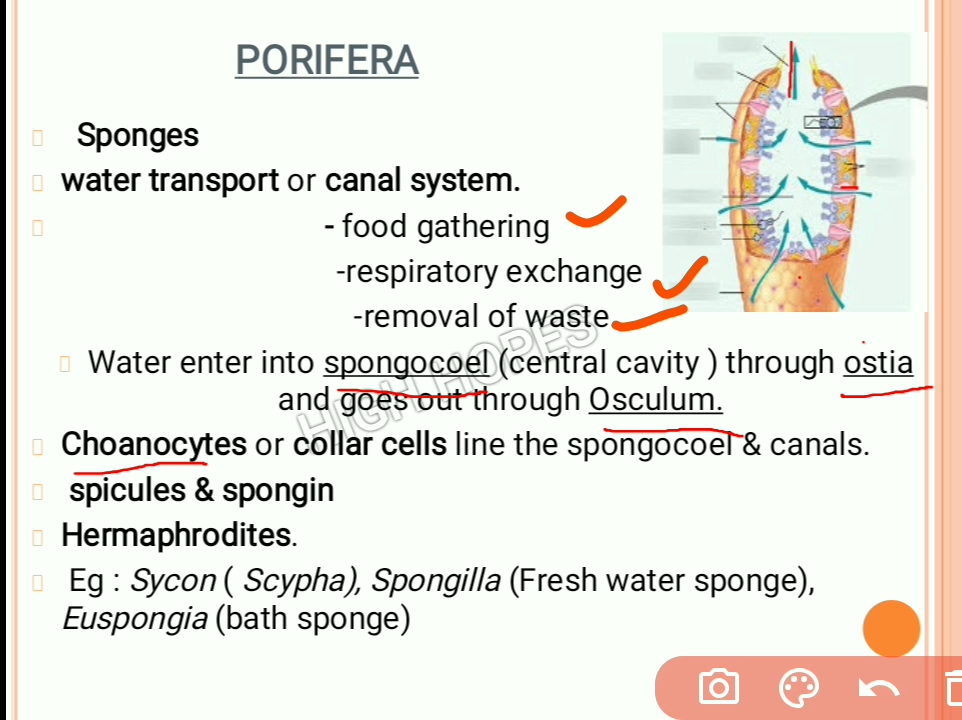 PORIFERA
Sponges
water transport or canal system.
- food gathering
-respiratory exchange
-removal of waste
Water enter into spongocoel (central cavity ) through ostia
and goes out through Osculum.
Choanocytes or collar cells line the spongocoel & canals.
spicules & spongin
Hermaphrodites.
Eg : Sycon ( Scypha), Spongilla (Fresh water sponge),
Euspongia (bath sponge)
HIGH HOPES